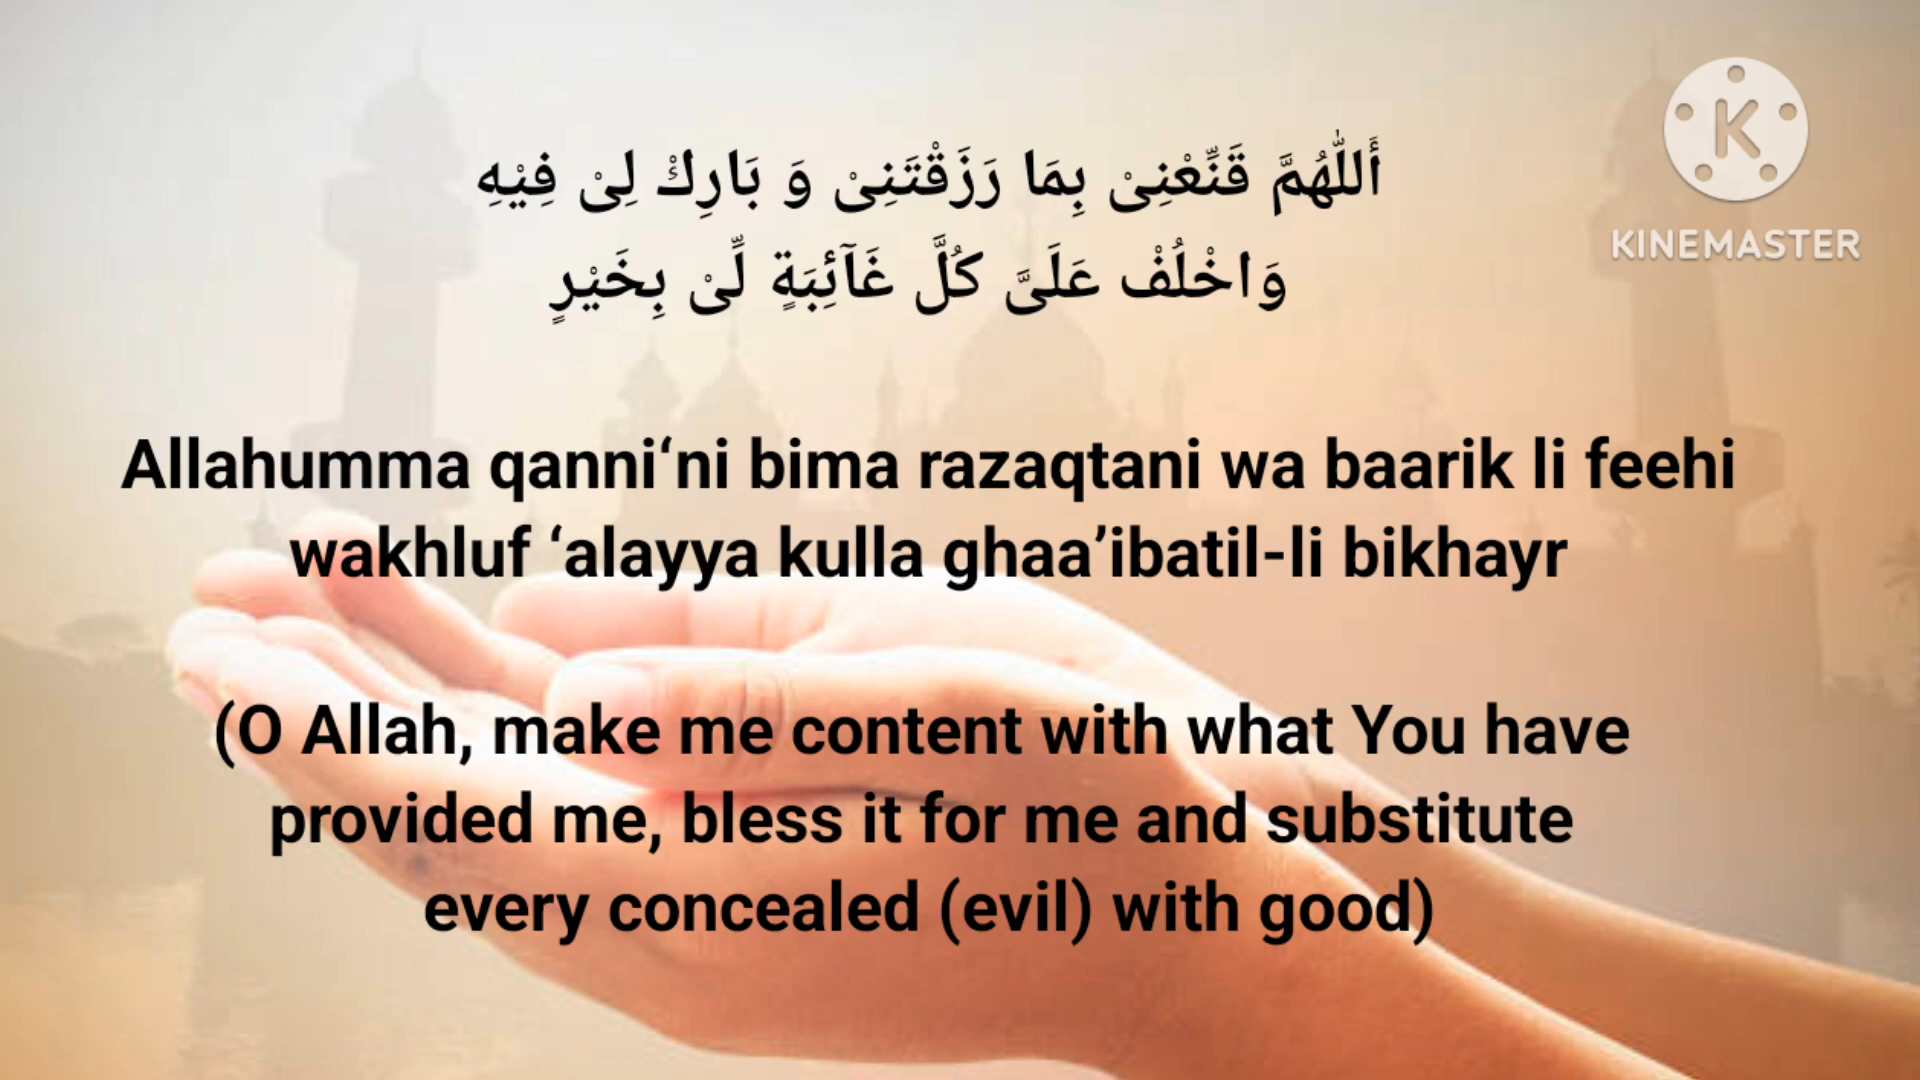 أَللّٰهُمَّ قَنِّعْنِىْ بِمَا رَزَقْتَنِىْ وَ بَارِكْ لِىْ فِيْهِ
وَاخْلُفْ عَلَىَّ كُلَّ غَآئِبَةٍ لِّىْ بِخَيْرٍ
K
KINEMASTER
Allahumma qanni‘ni bima razaqtani wa baarik li feehi
wakhluf ‘alayya kulla ghaa’ibatil-li bikhayr
(O Allah, make me content with what You have
provided me, bless it for me and substitute
every concealed (evil) with good)